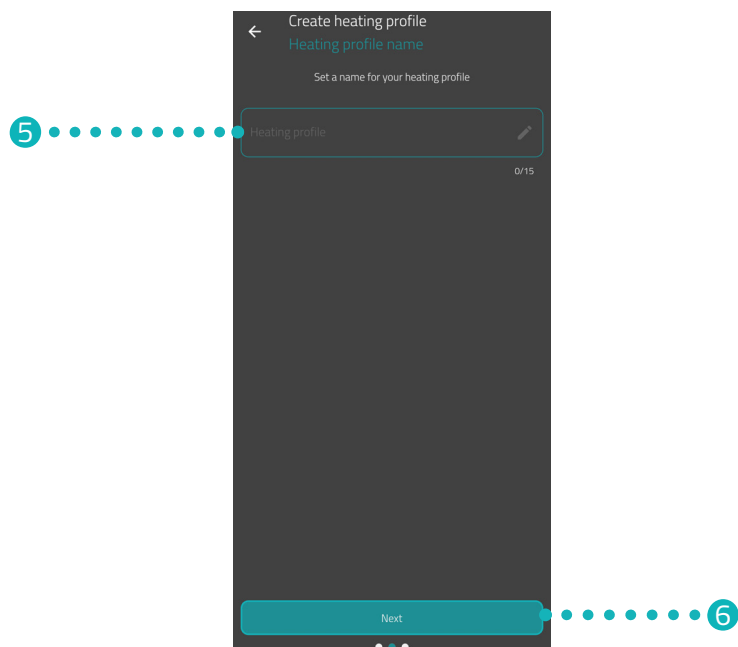 Create heating profile
Heating profile name
Set a name for your heating profile
5
Heating profile
0/15
Next
6